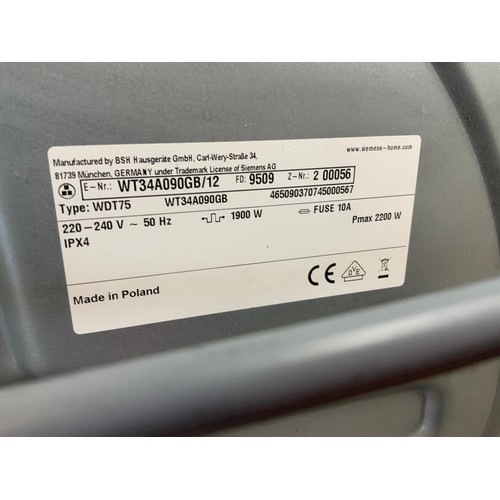 Manufactured by BSH Hausgeräte GmbH, Carl-Wery-Straße 34,
www.siemens-home.com
81739 München, GERMANY under Trademark License of Siemens AG
E-Nr.: WT34A090GB/12 FD: 9509 Z-Nr.: 2 00056
Type: WDT75 WT34A090GB 465090370745000567
220-240 V ~ 50 Hz 1900 W FUSE 10A Pmax 2200 W
IPX4
CE DVE
Made in Poland